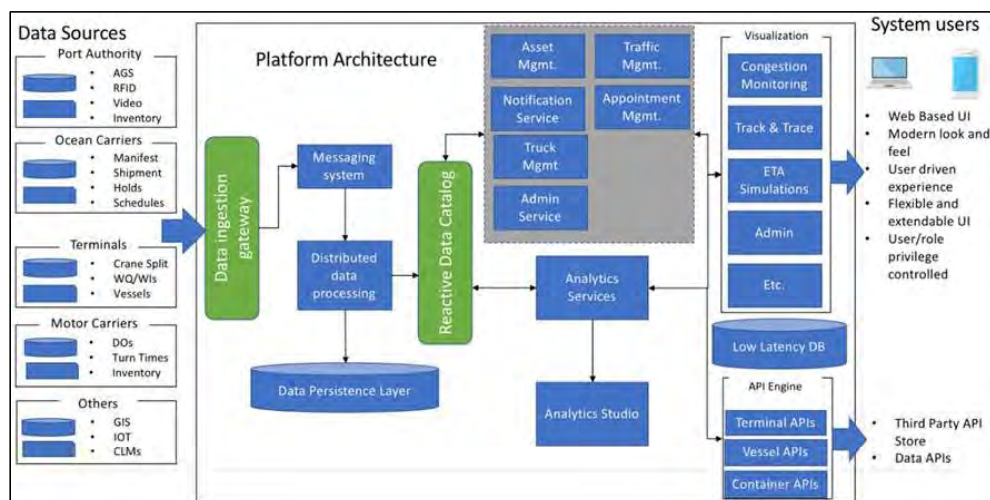 Data Sources
Port Authority
• AGS
• RFID
• Video
• Inventory
Ocean Carriers
• Manifest
• Shipment
• Holds
• Schedules
Terminals
• Crane Split
• WQ/WIs
• Vessels
Motor Carriers
• DOs
• Turn Times
• Inventory
Others
• GIS
• IOT
• CLMs
Platform Architecture
Data ingestion
gateway
Messaging
system
Distributed
data
processing
Data Persistence Layer
Reactive Data Catalog
Asset
Mgmt.
Traffic
Mgmt.
Notification
Service
Appointment
Mgmt.
Truck
Mgmt
Admin
Service
Analytics
Services
Analytics Studio
Visualization
Congestion
Monitoring
Track & Trace
ETA
Simulations
Admin
Etc.
Low Latency DB
API Engine
Terminal APIs
Vessel APIs
Container APIs
System users
• Web Based UI
• Modern look and
feel
• User driven
experience
• Flexible and
extendable UI
• User/role
privilege
controlled
• Third Party API
Store
• Data APIs